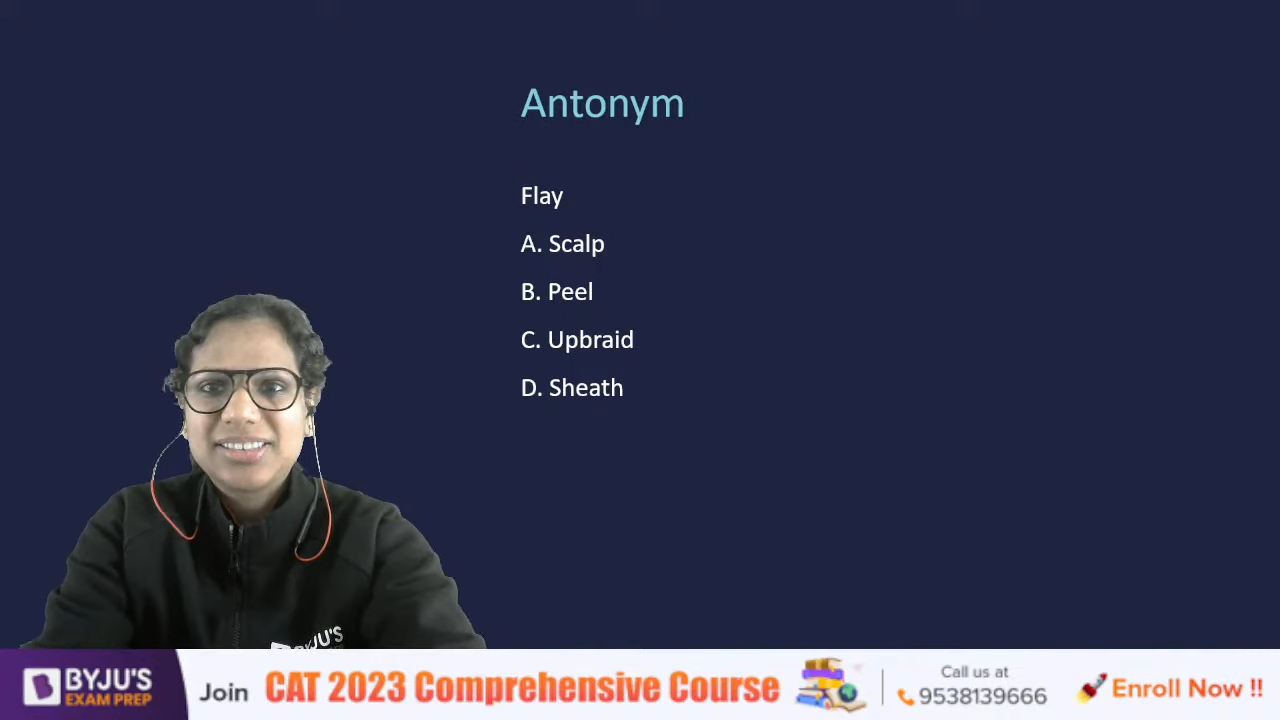 Antonym
Flay
A. Scalp
B. Peel
C. Upbraid
D. Sheath
BYJU'S
BYJU'S
EXAM PREP
Join CAT 2023 Comprehensive Course
Call us at
9538139666
Enroll Now !!